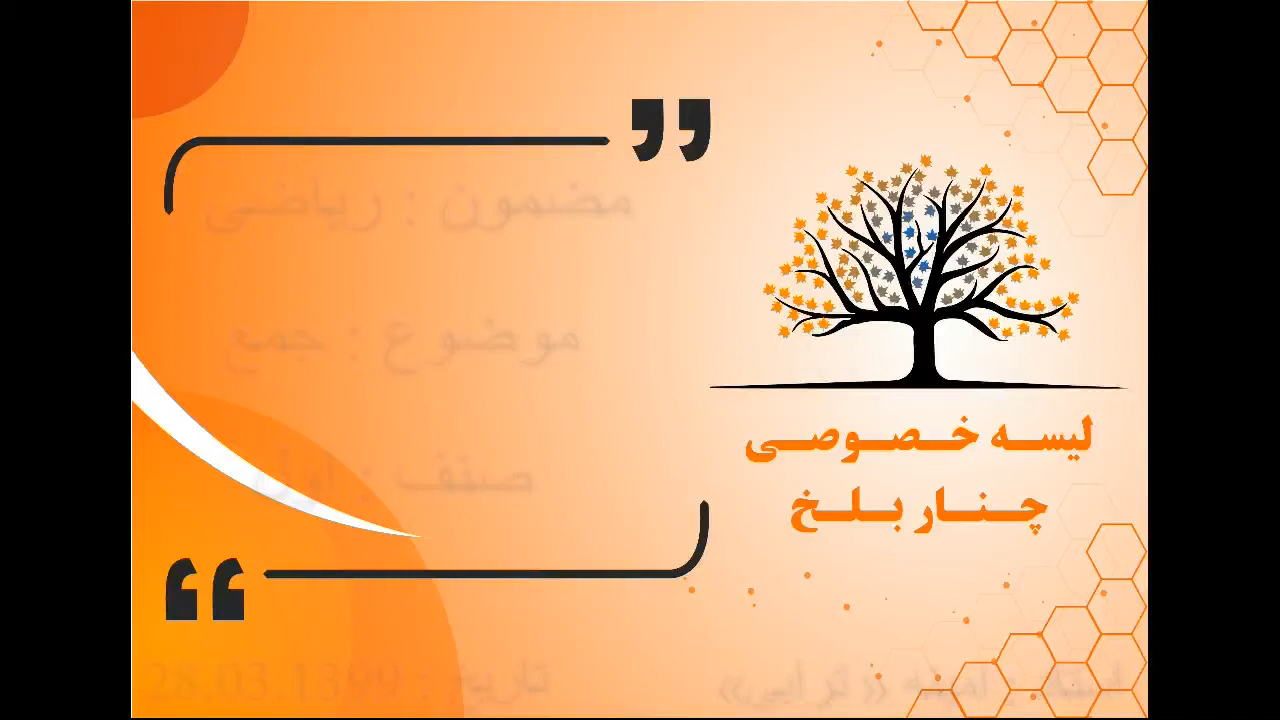 لیسه خصوصی
چنار بلخ
مضمون : ریاضی
موضوع : جمع
صنف : اول
تاریخ : 28.03.1399